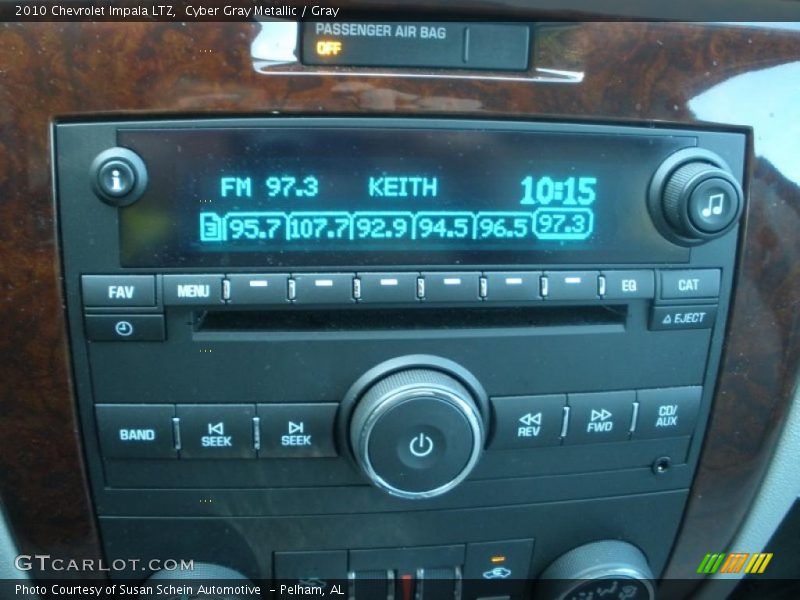 2010 Chevrolet Impala LTZ,  Cyber Gray Metallic / Gray
PASSENGER AIR BAG
OFF
i
FM 97.3 KEITH 10:15
3 95.7 107.7 92.9 94.5 96.5 97.3
FAV MENU EQ CAT
EJECT
BAND SEEK SEEK REV FWD CD/
AUX
GTCARLOT.COM
Photo Courtesy of Susan Schein Automotive  - Pelham, AL